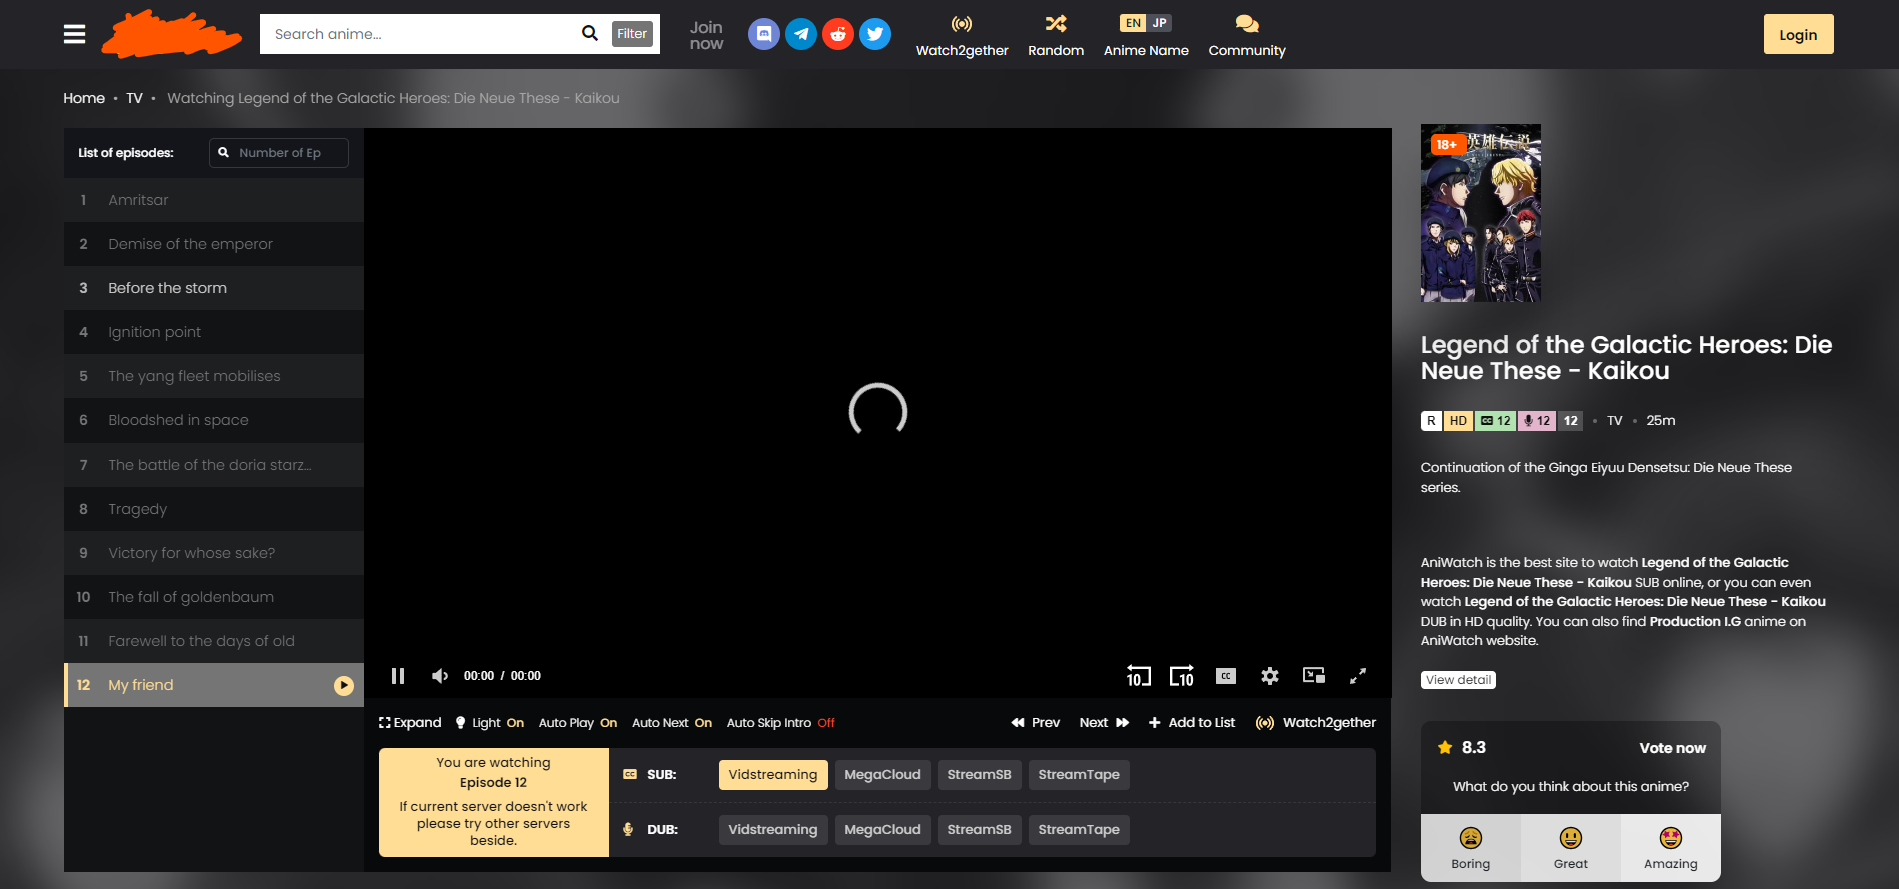 Search anime...
Filter
Join now
Watch2gether
Random
EN JP
Anime Name
Community
Login
Home • TV • Watching Legend of the Galactic Heroes: Die Neue These - Kaikou
List of episodes:
Number of Ep
1 Amritsar
2 Demise of the emperor
3 Before the storm
4 Ignition point
5 The yang fleet mobilises
6 Bloodshed in space
7 The battle of the doria starz...
8 Tragedy
9 Victory for whose sake?
10 The fall of goldenbaum
11 Farewell to the days of old
12 My friend
00:00 / 00:00
10
10
CC
Expand Light On Auto Play On Auto Next On Auto Skip Intro Off
Prev Next Add to List Watch2gether
You are watching
Episode 12
If current server doesn't work
please try other servers
beside.
CC SUB: Vidstreaming MegaCloud StreamSB StreamTape
DUB: Vidstreaming MegaCloud StreamSB StreamTape
18+
英雄伝説
Legend of the Galactic Heroes: Die
Neue These - Kaikou
R HD CC 12 12 12 • TV • 25m
Continuation of the Ginga Eiyuu Densetsu: Die Neue These
series.
AniWatch is the best site to watch Legend of the Galactic
Heroes: Die Neue These - Kaikou SUB online, or you can even
watch Legend of the Galactic Heroes: Die Neue These - Kaikou
DUB in HD quality. You can also find Production I.G anime on
AniWatch website.
View detail
8.3 Vote now
What do you think about this anime?
Boring
Great
Amazing